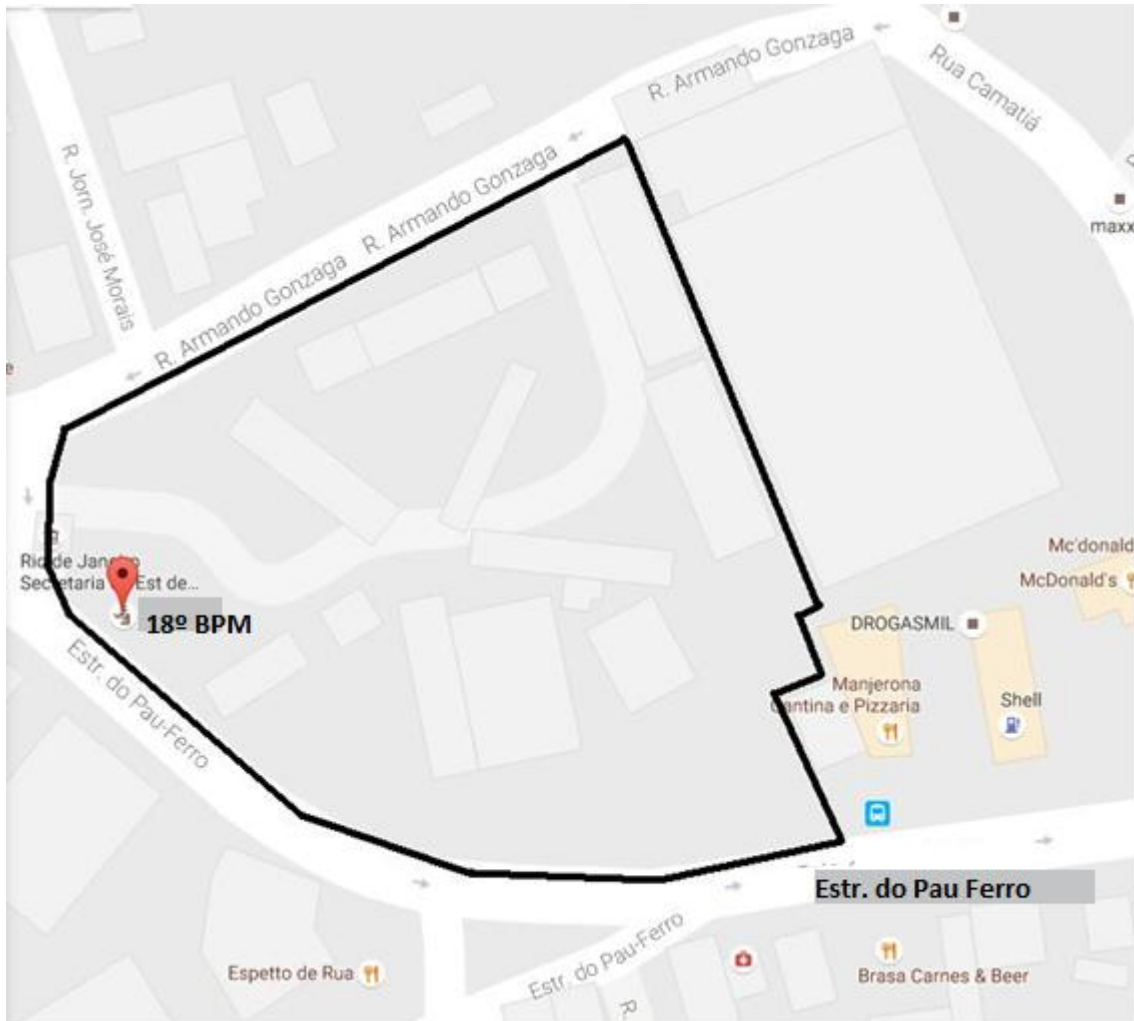 R. Armando Gonzaga
Rua Camatiá
R. Jorn. José Morais
R. Armando Gonzaga
R. Armando Gonzaga
maxx
e
Rio de Janeiro
Secretaria Est de...
18º BPM
Mc'donald
McDonald's
DROGASMIL
Manjerona
Cantina e Pizzaria
Shell
Estr. do Pau-Ferro
Estr. do Pau Ferro
Estr. do Pau-Ferro
Espetto de Rua
Brasa Carnes & Beer
R.